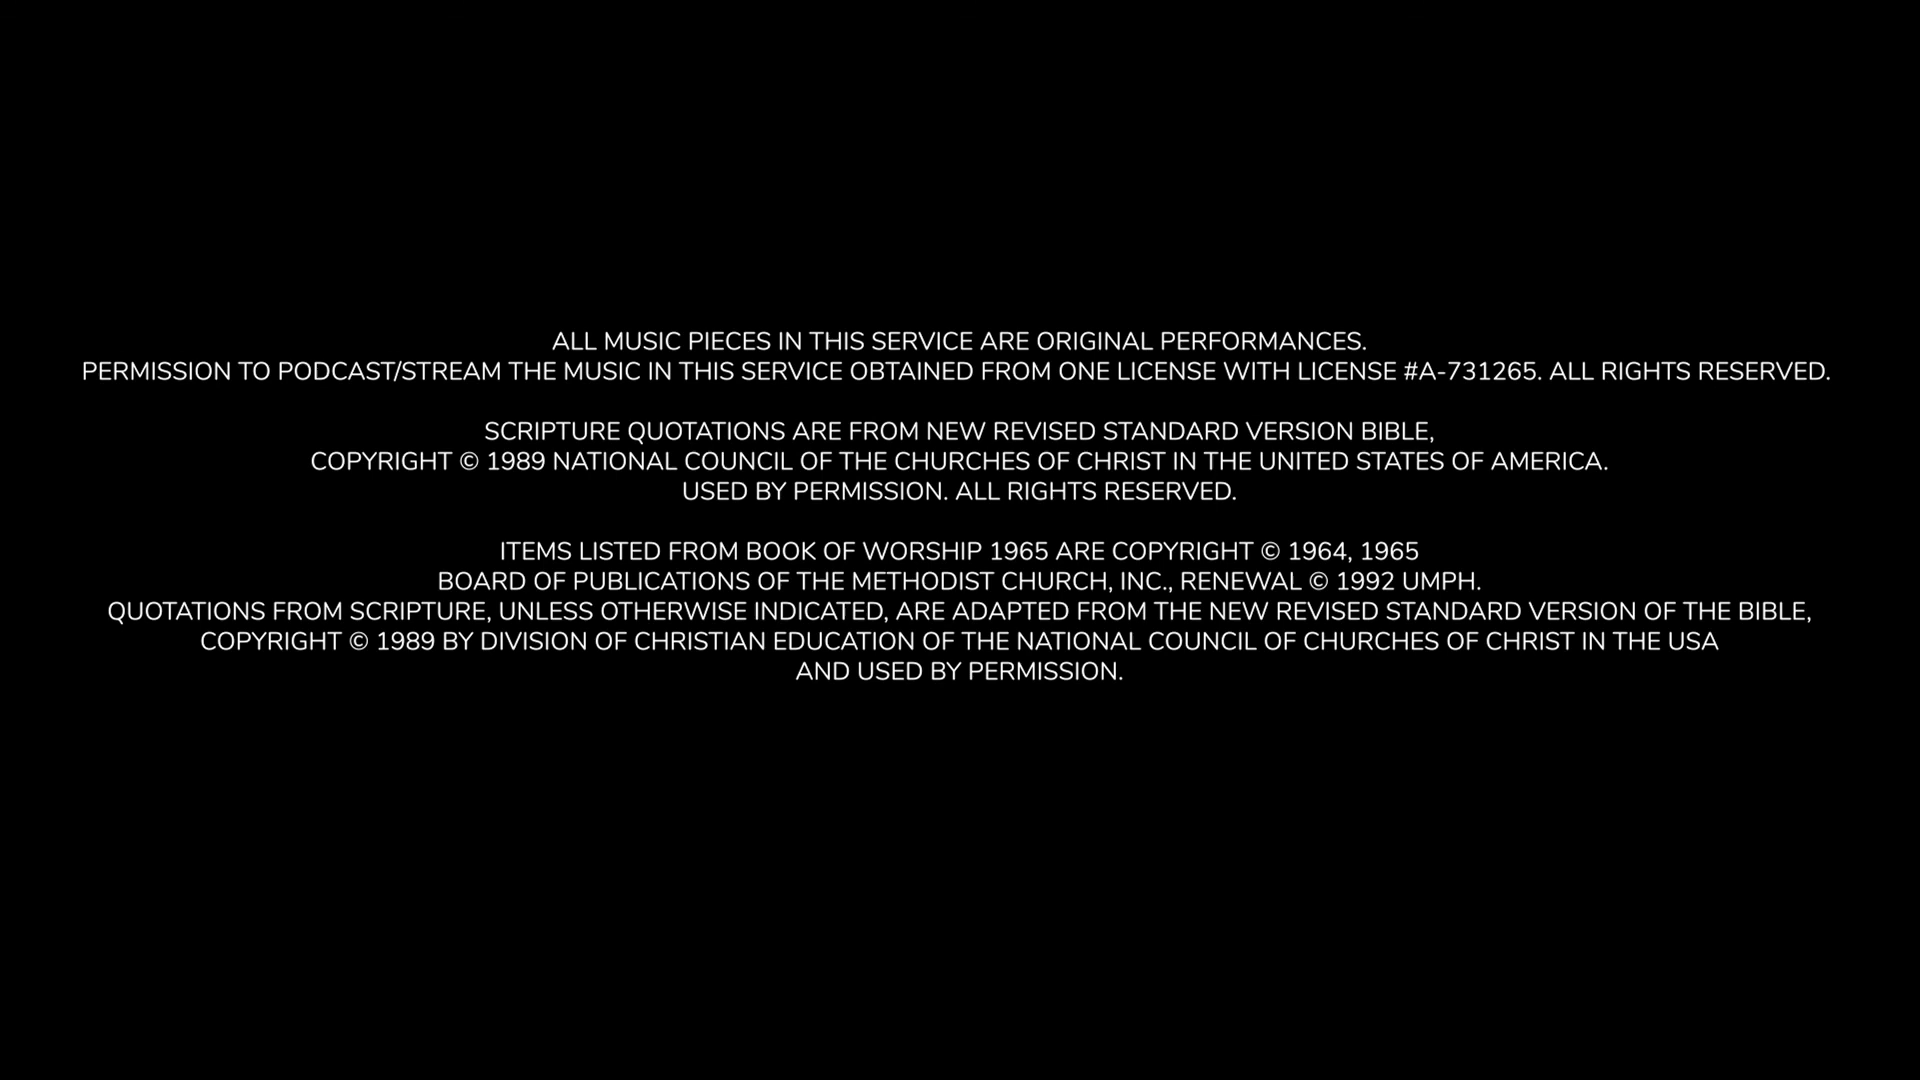 ALL MUSIC PIECES IN THIS SERVICE ARE ORIGINAL PERFORMANCES.
PERMISSION TO PODCAST/STREAM THE MUSIC IN THIS SERVICE OBTAINED FROM ONE LICENSE WITH LICENSE #A-731265. ALL RIGHTS RESERVED.
SCRIPTURE QUOTATIONS ARE FROM NEW REVISED STANDARD VERSION BIBLE,
COPYRIGHT © 1989 NATIONAL COUNCIL OF THE CHURCHES OF CHRIST IN THE UNITED STATES OF AMERICA.
USED BY PERMISSION. ALL RIGHTS RESERVED.
ITEMS LISTED FROM BOOK OF WORSHIP 1965 ARE COPYRIGHT © 1964, 1965
BOARD OF PUBLICATIONS OF THE METHODIST CHURCH, INC., RENEWAL © 1992 UMPH.
QUOTATIONS FROM SCRIPTURE, UNLESS OTHERWISE INDICATED, ARE ADAPTED FROM THE NEW REVISED STANDARD VERSION OF THE BIBLE,
COPYRIGHT © 1989 BY DIVISION OF CHRISTIAN EDUCATION OF THE NATIONAL COUNCIL OF CHURCHES OF CHRIST IN THE USA
AND USED BY PERMISSION.